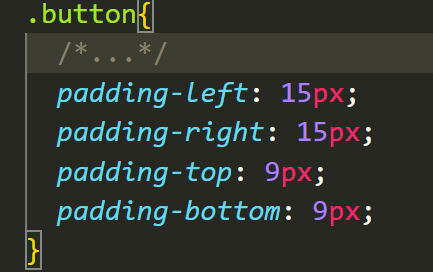 .button{
/*...*/
padding-left: 15px;
padding-right: 15px;
padding-top: 9px;
padding-bottom: 9px;
}